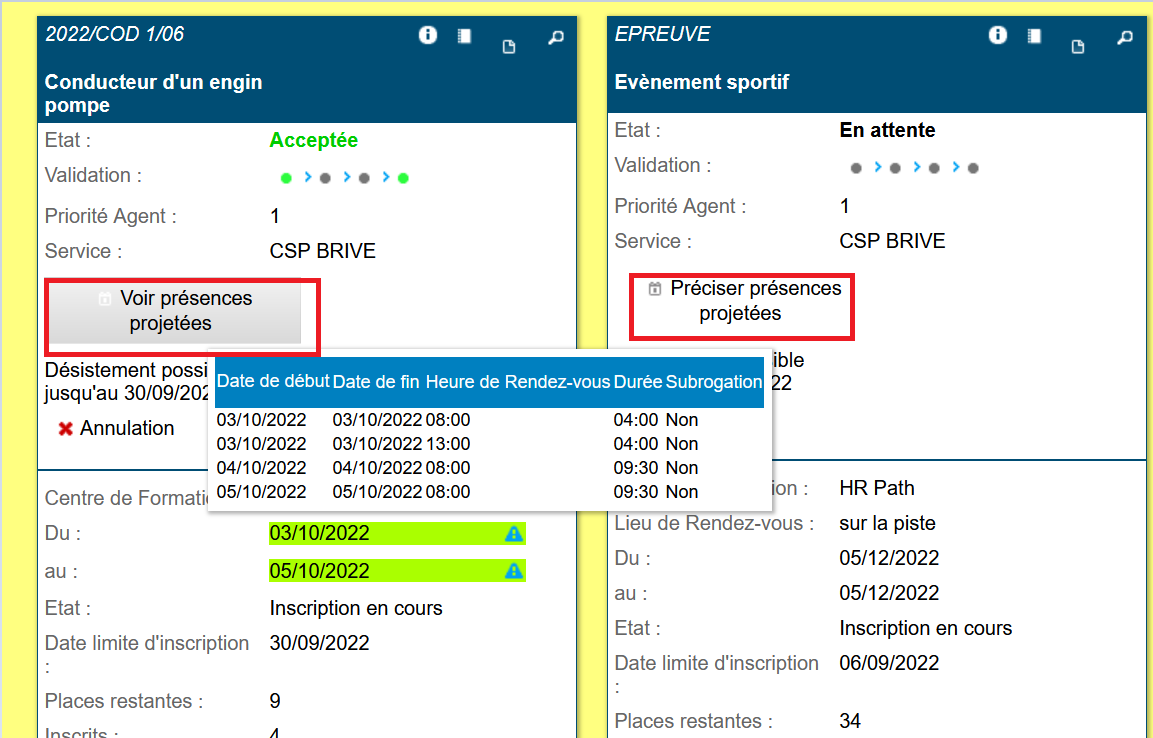 2022/COD 1/06
Conducteur d'un engin
pompe
Etat : Acceptée
Validation :
Priorité Agent : 1
Service : CSP BRIVE
Voir présences
projetées
Désistement possi
jusqu'au 30/09/202
Annulation
Date de début Date de fin Heure de Rendez-vous Durée Subrogation
03/10/2022 03/10/2022 08:00 04:00 Non
03/10/2022 03/10/2022 13:00 04:00 Non
04/10/2022 04/10/2022 08:00 09:30 Non
05/10/2022 05/10/2022 08:00 09:30 Non
Centre de Formati
Du : 03/10/2022
au : 05/10/2022
Etat : Inscription en cours
Date limite d'inscription 30/09/2022
:
Places restantes : 9
Inscrits : 4
EPREUVE
Evènement sportif
Etat : En attente
Validation :
Priorité Agent : 1
Service : CSP BRIVE
Préciser présences
projetées
ible
22
ion : HR Path
Lieu de Rendez-vous : sur la piste
Du : 05/12/2022
au : 05/12/2022
Etat : Inscription en cours
Date limite d'inscription 06/09/2022
:
Places restantes : 34